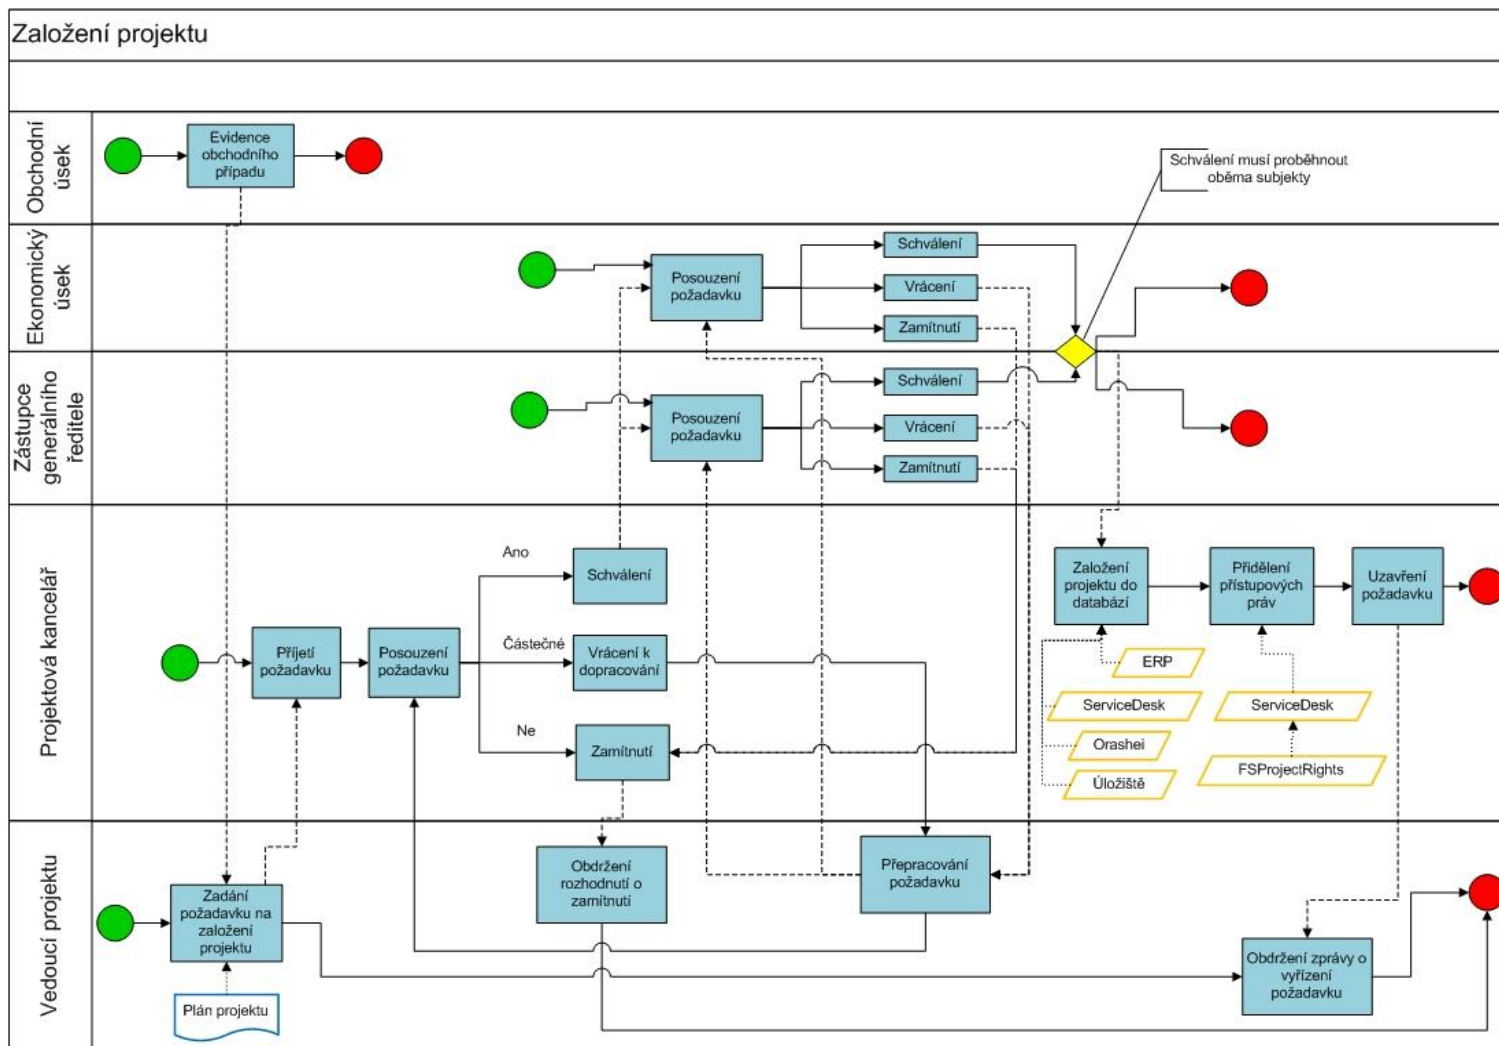 Založení projektu
Obchodní
úsek
Evidence
obchodního
případu
Schválení musí proběhnout
oběma subjekty
Ekonomický
úsek
Posouzení
požadavku
Schválení
Vrácení
Zamítnutí
Zástupce
generálního
ředitele
Posouzení
požadavku
Schválení
Vrácení
Zamítnutí
Projektová kancelář
Příjetí
požadavku
Posouzení
požadavku
Ano
Schválení
Částečné
Vrácení k
dopracování
Ne
Zamítnutí
Založení
projektu do
databází
Přidělení
přístupových
práv
Uzavření
požadavku
ERP
ServiceDesk
Orashei
Úložiště
ServiceDesk
FSProjectRights
Vedoucí projektu
Zadání
požadavku na
založení
projektu
Plán projektu
Obdržení
rozhodnutí o
zamítnutí
Přepracování
požadavku
Obdržení zprávy o
vyřízení
požadavku